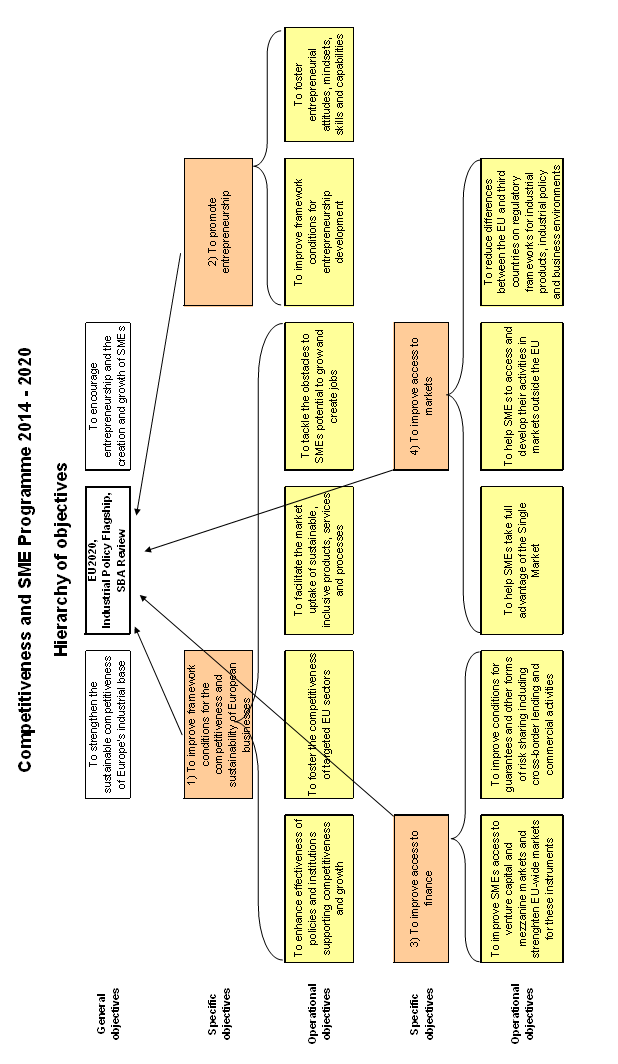 Competitiveness and SME Programme 2014 - 2020
Hierarchy of objectives
General
objectives
To strengthen the
sustainable competitiveness
of Europe's industrial base
EU2020,
Industrial Policy Flagship,
SBA Review
To encourage
entrepreneurship and the
creation and growth of SMEs
Specific
objectives
1) To improve framework
conditions for the
competitiveness and
sustainability of European
businesses
2) To promote
entrepreneurship
Operational
objectives
To enhance effectiveness of
policies and institutions
supporting competitiveness
and growth
To foster the competitiveness
of targeted EU sectors
To facilitate the market
uptake of sustainable,
inclusive products, services
and processes
To tackle the obstacles to
SMEs potential to grow and
create jobs
To improve framework
conditions for
entrepreneurship
development
To foster
entrepreneurial
attitudes, mindsets,
skills and capabilities
Specific
objectives
3) To improve access to
finance
4) To improve access to
markets
Operational
objectives
To improve SMEs access to
venture capital and
mezzanine markets and
strenghten EU-wide markets
for these instruments
To improve conditions for
guarantees and other forms
of risk sharing including
cross-border lending and
commercial activities
To help SMEs take full
advantage of the Single
Market
To help SMEs to access and
develop their activities in
markets outside the EU
To reduce differences
between the EU and third
countries on regulatory
frameworks for industrial
products, industrial policy
and business environments